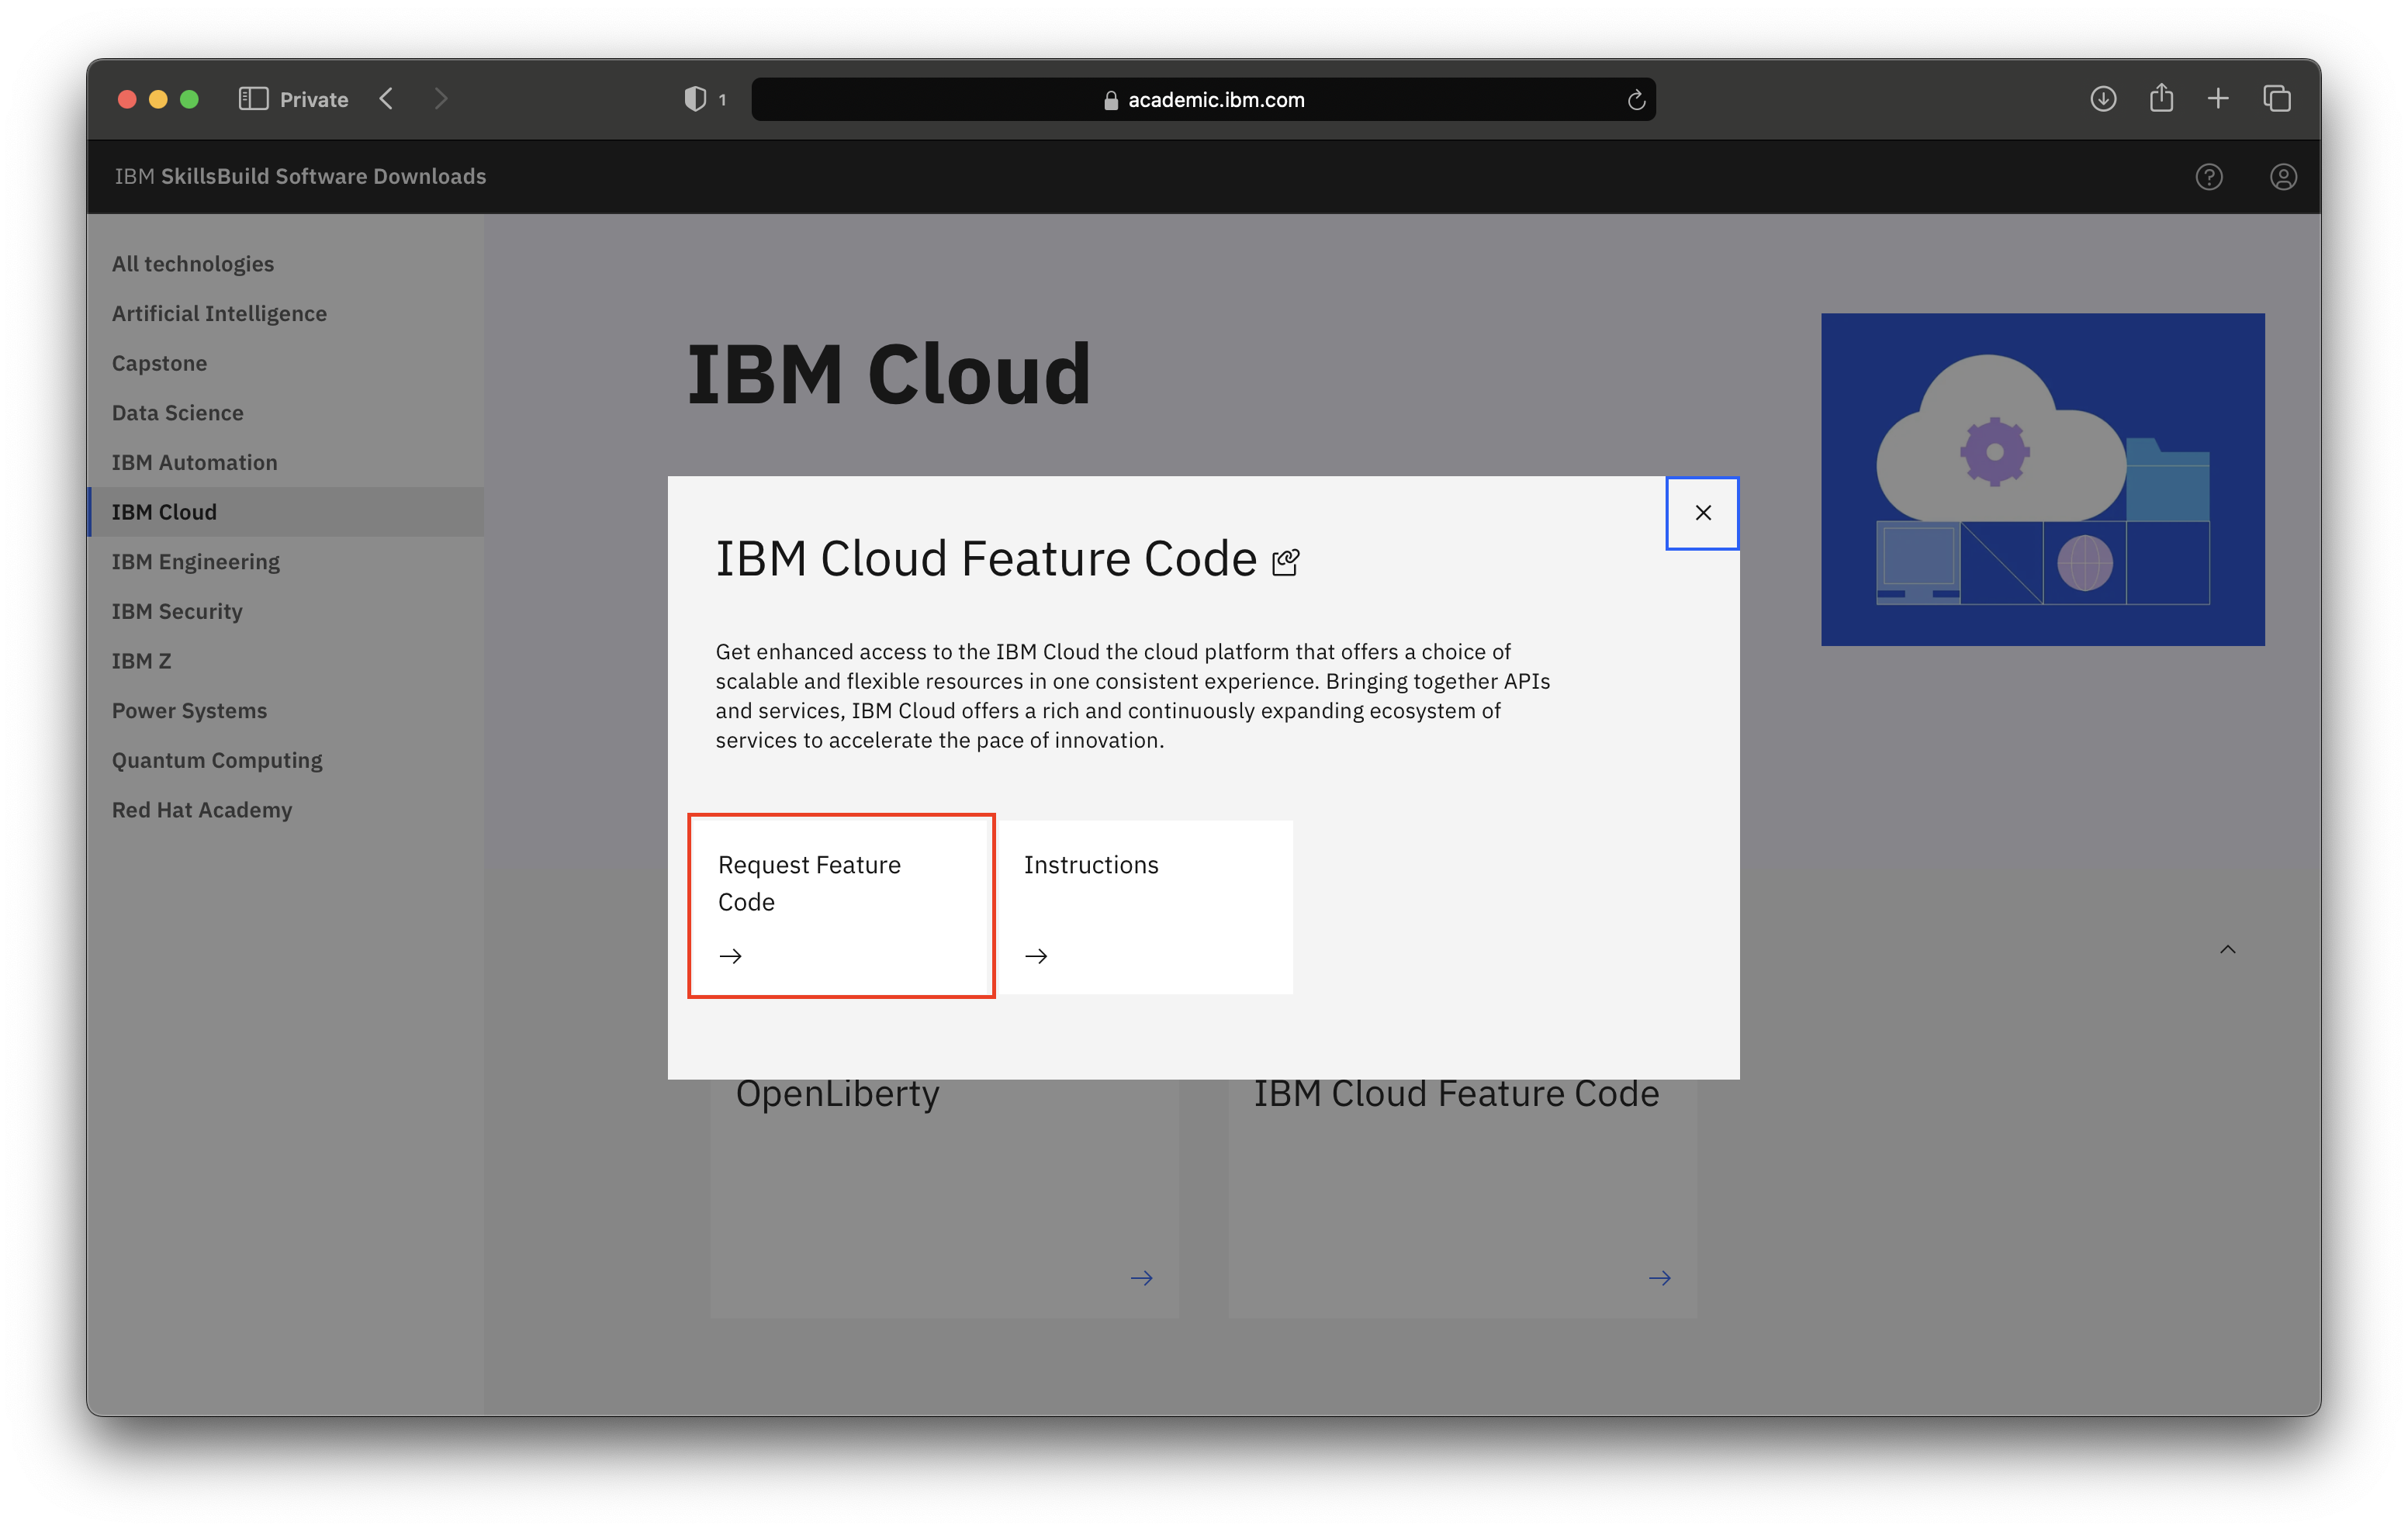 Private
1
academic.ibm.com
IBM SkillsBuild Software Downloads
All technologies
Artificial Intelligence
Capstone
Data Science
IBM Automation
IBM Cloud
IBM Engineering
IBM Security
IBM Z
Power Systems
Quantum Computing
Red Hat Academy
IBM Cloud
IBM Cloud Feature Code
Get enhanced access to the IBM Cloud the cloud platform that offers a choice of
scalable and flexible resources in one consistent experience. Bringing together APIs
and services, IBM Cloud offers a rich and continuously expanding ecosystem of
services to accelerate the pace of innovation.
Request Feature
Code
Instructions
OpenLiberty
IBM Cloud Feature Code